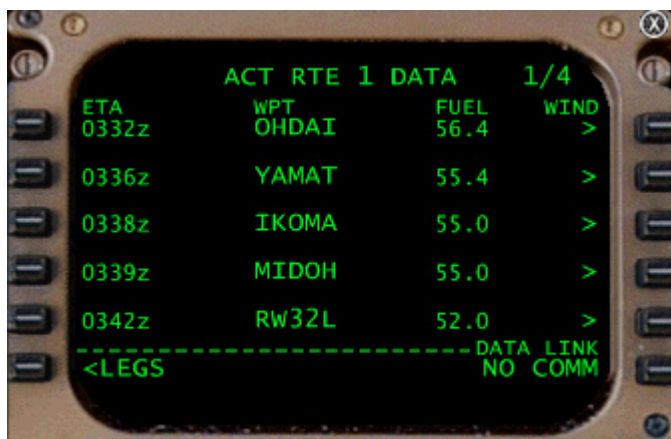 ACT RTE 1 DATA 1/4
ETA WPT FUEL WIND
0332z OHDAI 56.4 >
0336z YAMAT 55.4 >
0338z IKOMA 55.0 >
0339z MIDOH 55.0 >
0342z RW32L 52.0 >
--------------------- DATA LINK
<LEGS NO COMM
X